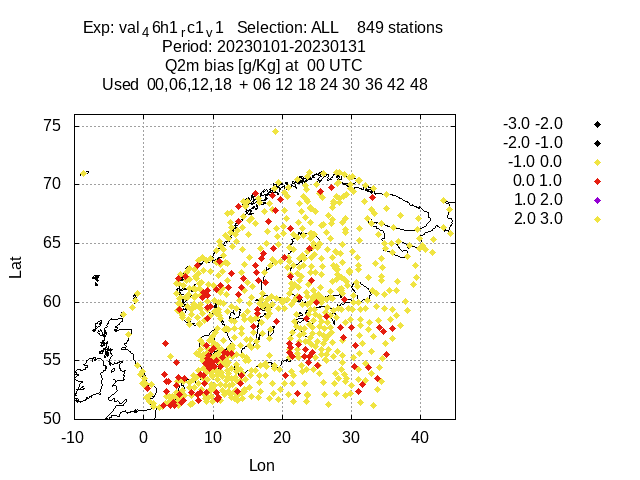 Exp: val₄6h1ᵣc1ᵥ1 Selection: ALL 849 stations
Period: 20230101-20230131
Q2m bias [g/Kg] at 00 UTC
Used 00,06,12,18 + 06 12 18 24 30 36 42 48
-3.0 -2.0
-2.0 -1.0
-1.0 0.0
0.0 1.0
1.0 2.0
2.0 3.0
75
70
65
60
55
50
Lat
-10 0 10 20 30 40
Lon